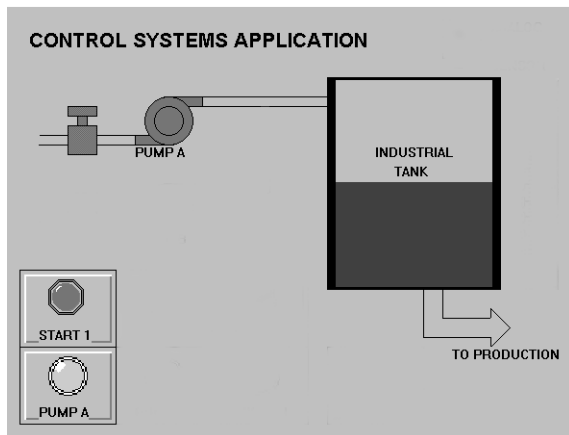 CONTROL SYSTEMS APPLICATION
PUMP A
INDUSTRIAL
TANK
START 1
TO PRODUCTION
PUMP A